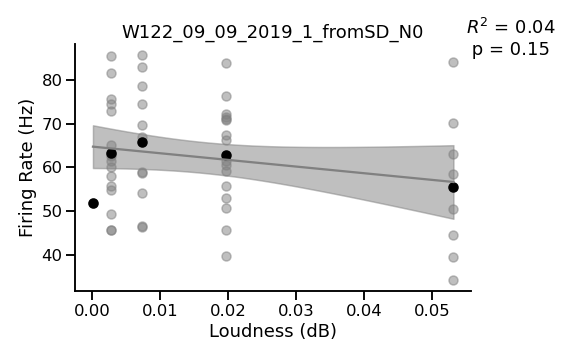 W122_09_09_2019_1_fromSD_N0
R² = 0.04
p = 0.15
Firing Rate (Hz)
80
70
60
50
40
0.00 0.01 0.02 0.03 0.04 0.05
Loudness (dB)